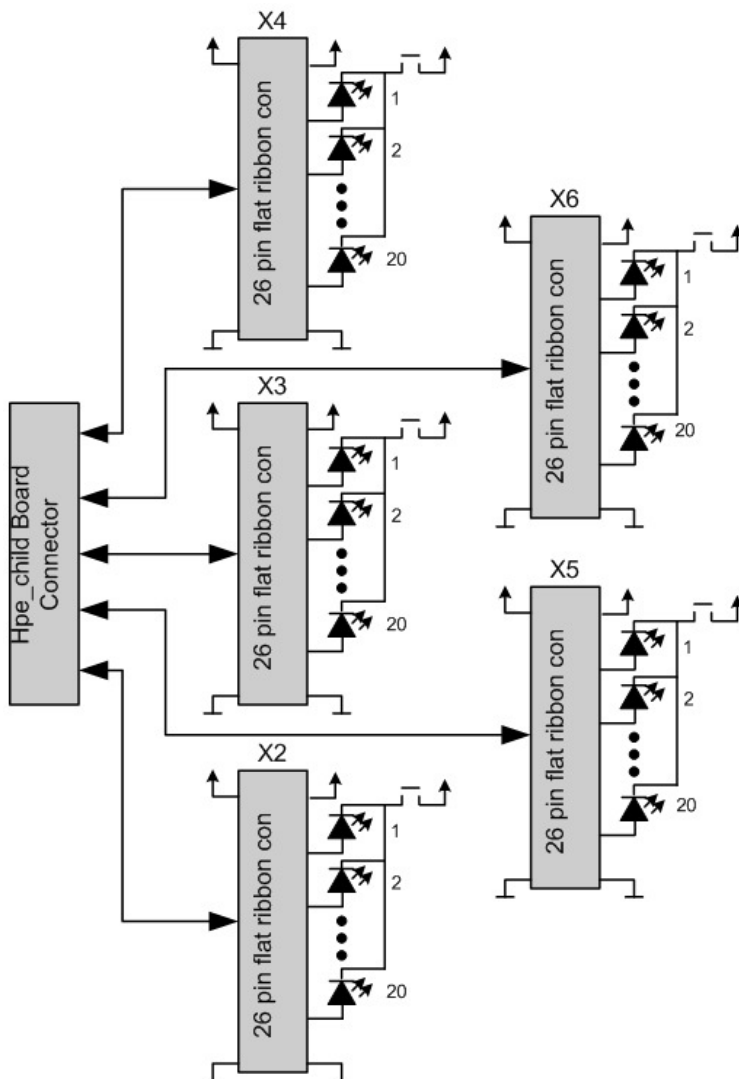 X4
26 pin flat ribbon con
1
2
20
X6
26 pin flat ribbon con
1
2
20
Hpe_child Board
Connector
X3
26 pin flat ribbon con
1
2
20
X5
26 pin flat ribbon con
1
2
20
X2
26 pin flat ribbon con
1
2
20